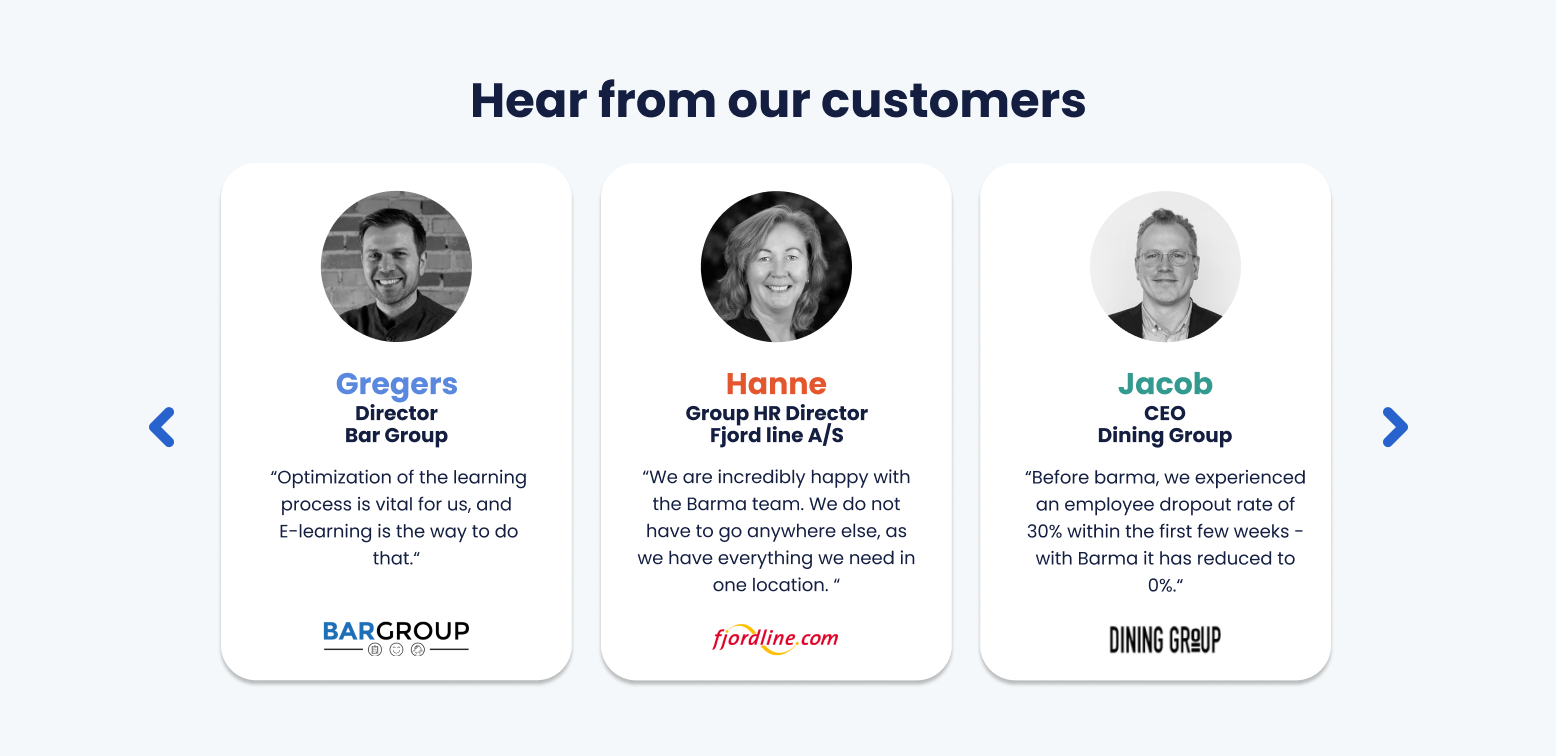 Hear from our customers
Gregers
Director
Bar Group
“Optimization of the learning
process is vital for us, and
E-learning is the way to do
that.“
BARGROUP
Hanne
Group HR Director
Fjord line A/S
“We are incredibly happy with
the Barma team. We do not
have to go anywhere else, as
we have everything we need in
one location. “
fjordline.com
Jacob
CEO
Dining Group
“Before barma, we experienced
an employee dropout rate of
30% within the first few weeks -
with Barma it has reduced to
0%.“
DINING GROUP